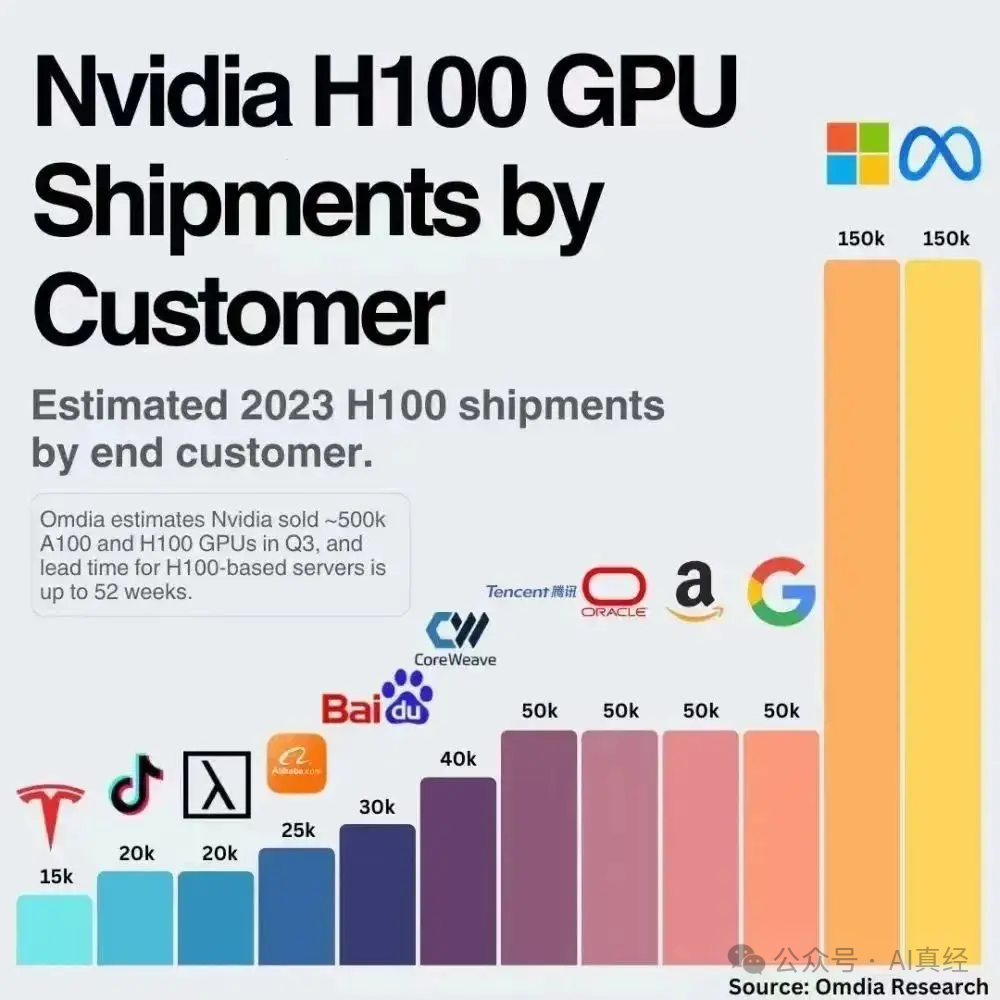 Nvidia H100 GPU
Shipments by
Customer
Estimated 2023 H100 shipments
by end customer.
Omdia estimates Nvidia sold ~500k
A100 and H100 GPUs in Q3, and
lead time for H100-based servers is
up to 52 weeks.
15k
20k
20k
Alibaba.com
25k
Baidu
30k
CoreWeave
40k
Tencent 腾讯
50k
ORACLE
50k
a
50k
G
50k
150k
150k
公众号 · AI真经
Source: Omdia Research